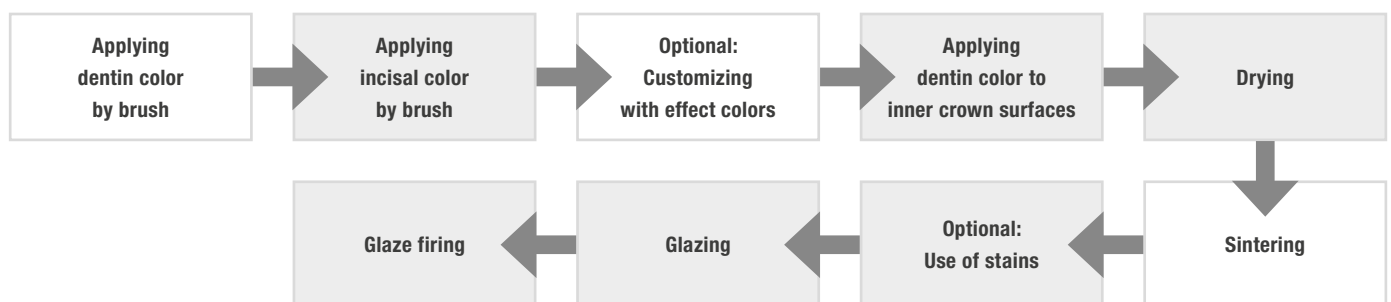 Applying
dentin color
by brush
Applying
incisal color
by brush
Optional:
Customizing
with effect colors
Applying
dentin color to
inner crown surfaces
Drying
Sintering
Optional:
Use of stains
Glazing
Glaze firing